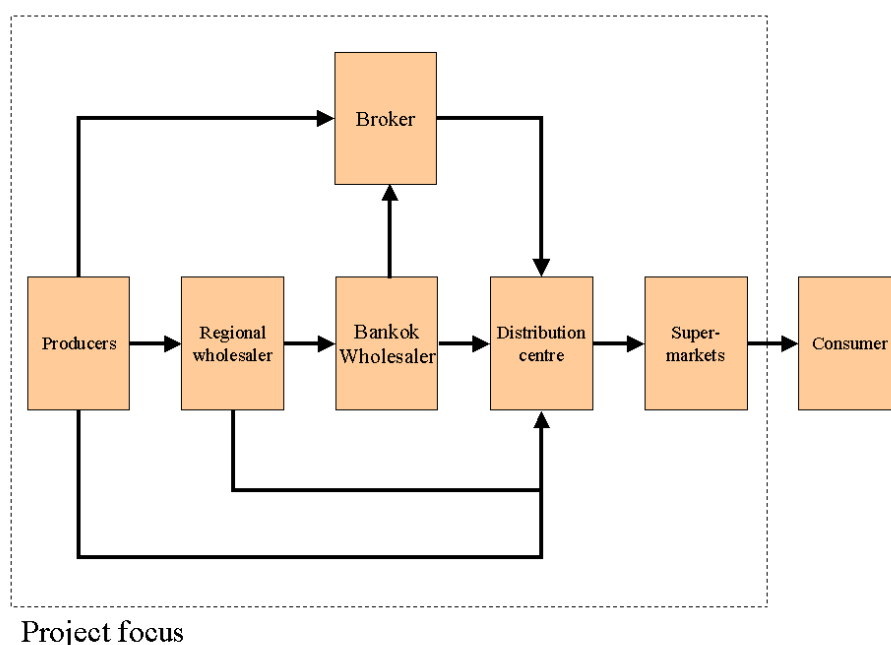 Broker
Producers
Regional
wholesaler
Bankok
Wholesaler
Distribution
centre
Super-
markets
Consumer
Project focus